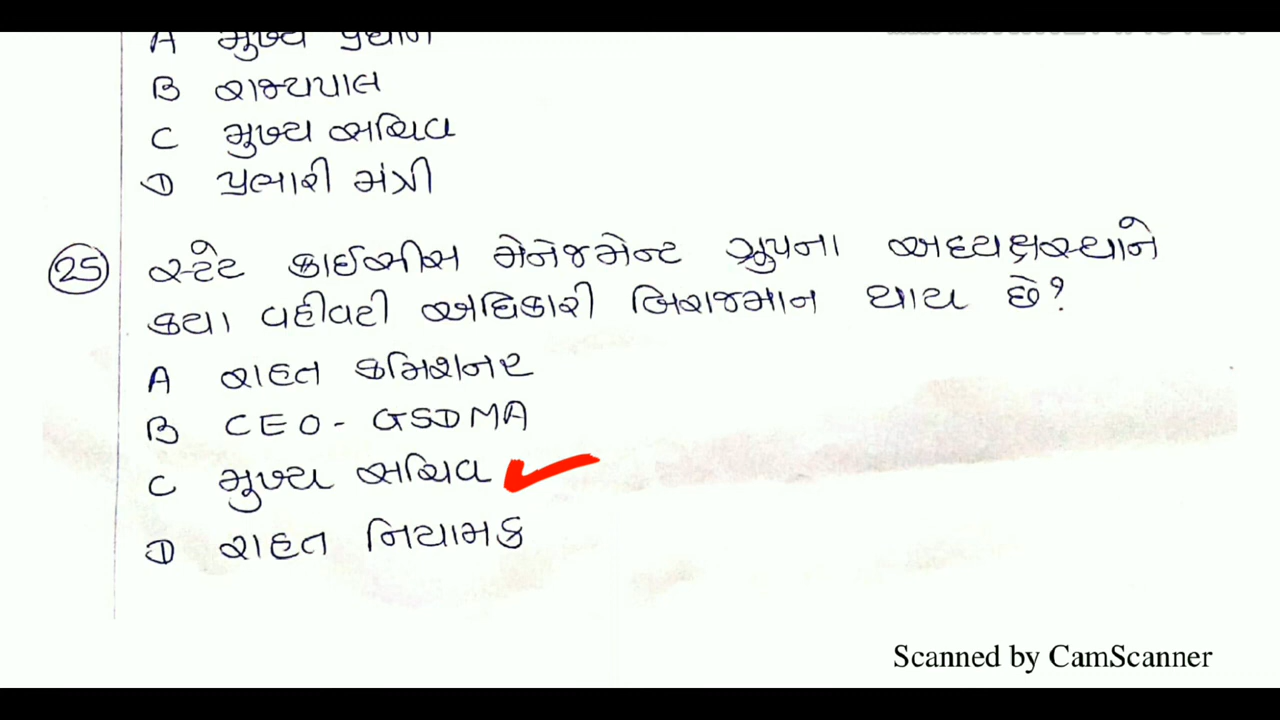 A મુખ્ય પ્રધાન
B રાજ્યપાલ
C મુખ્ય સચિવ
D પ્રભારી મંત્રી
25 સ્ટેટ ક્રાઈસીસ મેનેજમેન્ટ ગ્રુપના અધ્યક્ષસ્થાને
કયા વહીવટી અધિકારી બિરાજમાન થાય છે?
A રાહત કમિશનર
B CEO - GSDMA
C મુખ્ય સચિવ
D રાહત નિયામક
Scanned by CamScanner